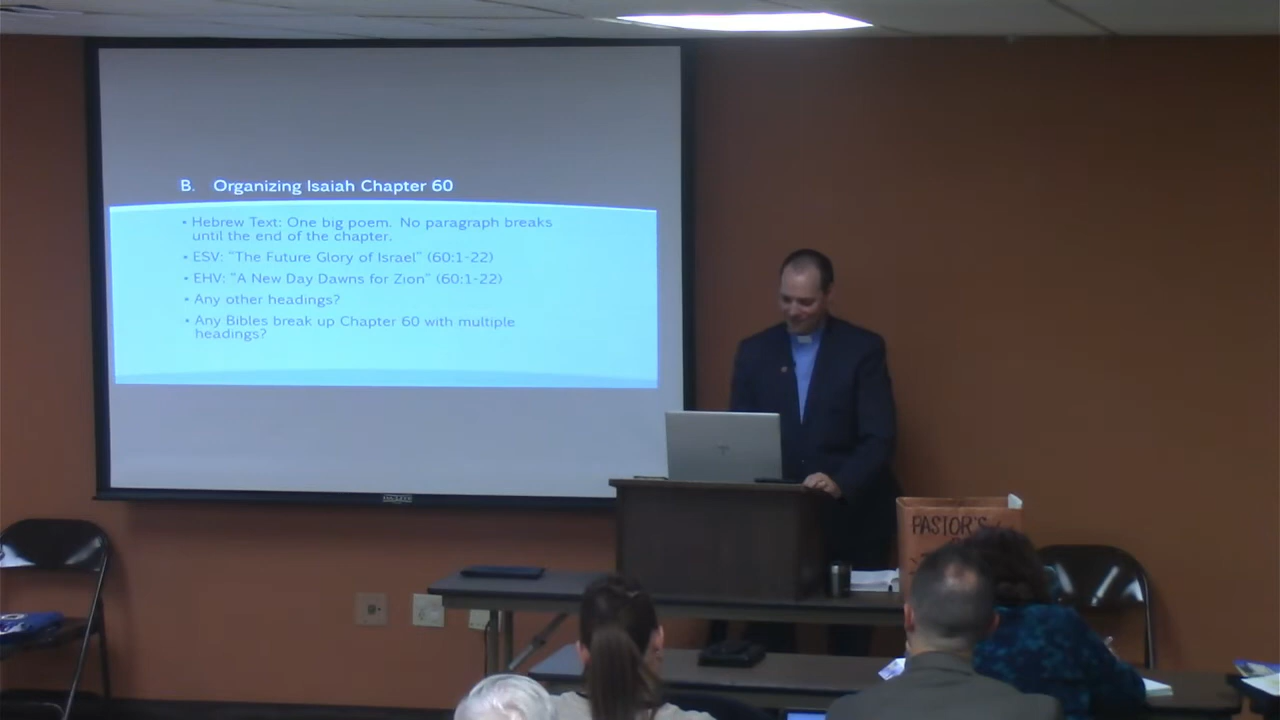 B. Organizing Isaiah Chapter 60
• Hebrew Text: One big poem. No paragraph breaks
until the end of the chapter.
• ESV: "The Future Glory of Israel" (60:1-22)
• EHV: "A New Day Dawns for Zion" (60:1-22)
• Any other headings?
• Any Bibles break up Chapter 60 with multiple
headings?
PASTOR'S